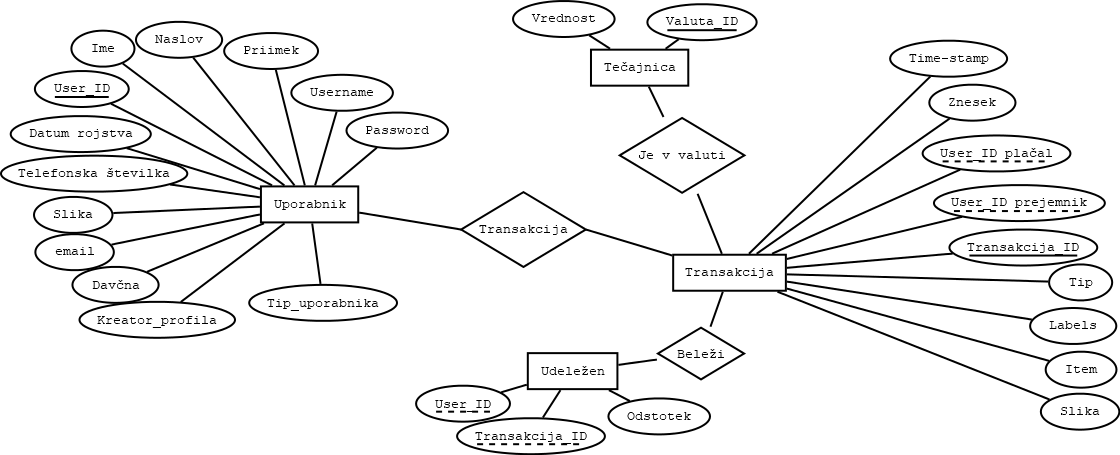 Vrednost
Valuta_ID
Tečajnica
Je v valuti
Ime
Naslov
Priimek
User_ID
Username
Datum rojstva
Password
Telefonska številka
Slika
Uporabnik
email
Davčna
Kreator_profila
Tip_uporabnika
Transakcija
Time-stamp
Znesek
User_ID plačal
User_ID prejemnik
Transakcija_ID
Transakcija
Tip
Labels
Item
Slika
Beleži
Udeležen
User_ID
Transakcija_ID
Odstotek